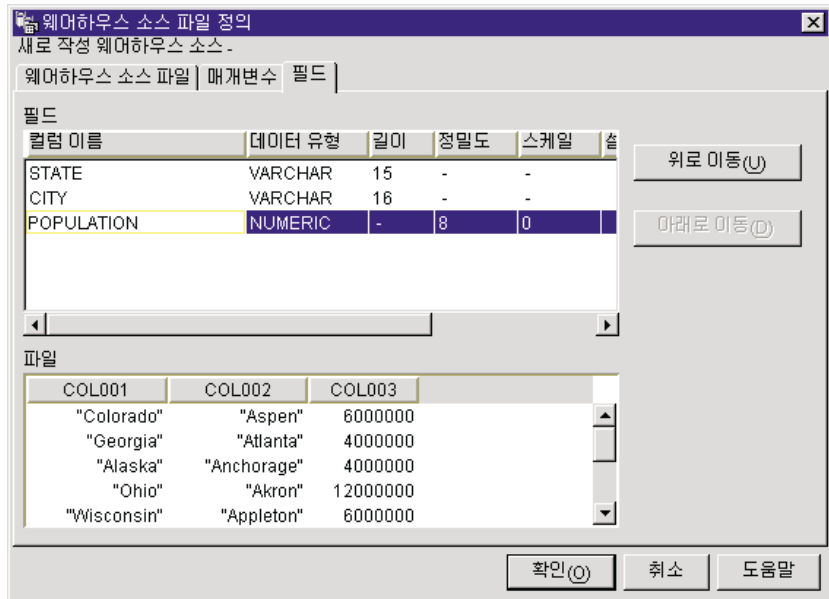 웨어하우스 소스 파일 정의
새로 작성 웨어하우스 소스 -
웨어하우스 소스 파일 매개변수 필드
필드
컬럼 이름 데이터 유형 길이 정밀도 스케일
STATE VARCHAR 15 - -
CITY VARCHAR 16 - -
POPULATION NUMERIC - 8 0
위로 이동(U)
아래로 이동(D)
파일
COL001 COL002 COL003
"Colorado" "Aspen" 6000000
"Georgia" "Atlanta" 4000000
"Alaska" "Anchorage" 4000000
"Ohio" "Akron" 12000000
"Wisconsin" "Appleton" 6000000
확인(O) 취소 도움말